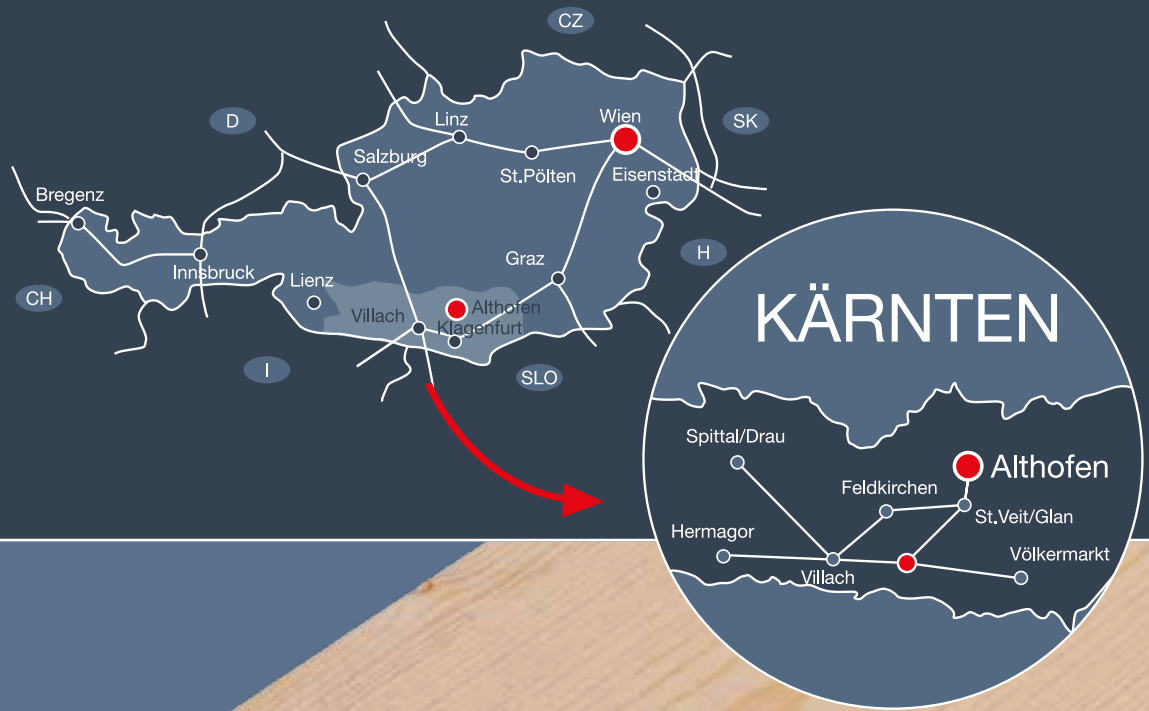 CZ
D
Linz
Wien
SK
Salzburg
St.Pölten
Eisenstadt
Bregenz
Innsbruck
Graz
H
CH
Lienz
Villach
Althofen
Klagenfurt
I
SLO
KÄRNTEN
Spittal/Drau
Althofen
Feldkirchen
St.Veit/Glan
Hermagor
Völkermarkt
Villach